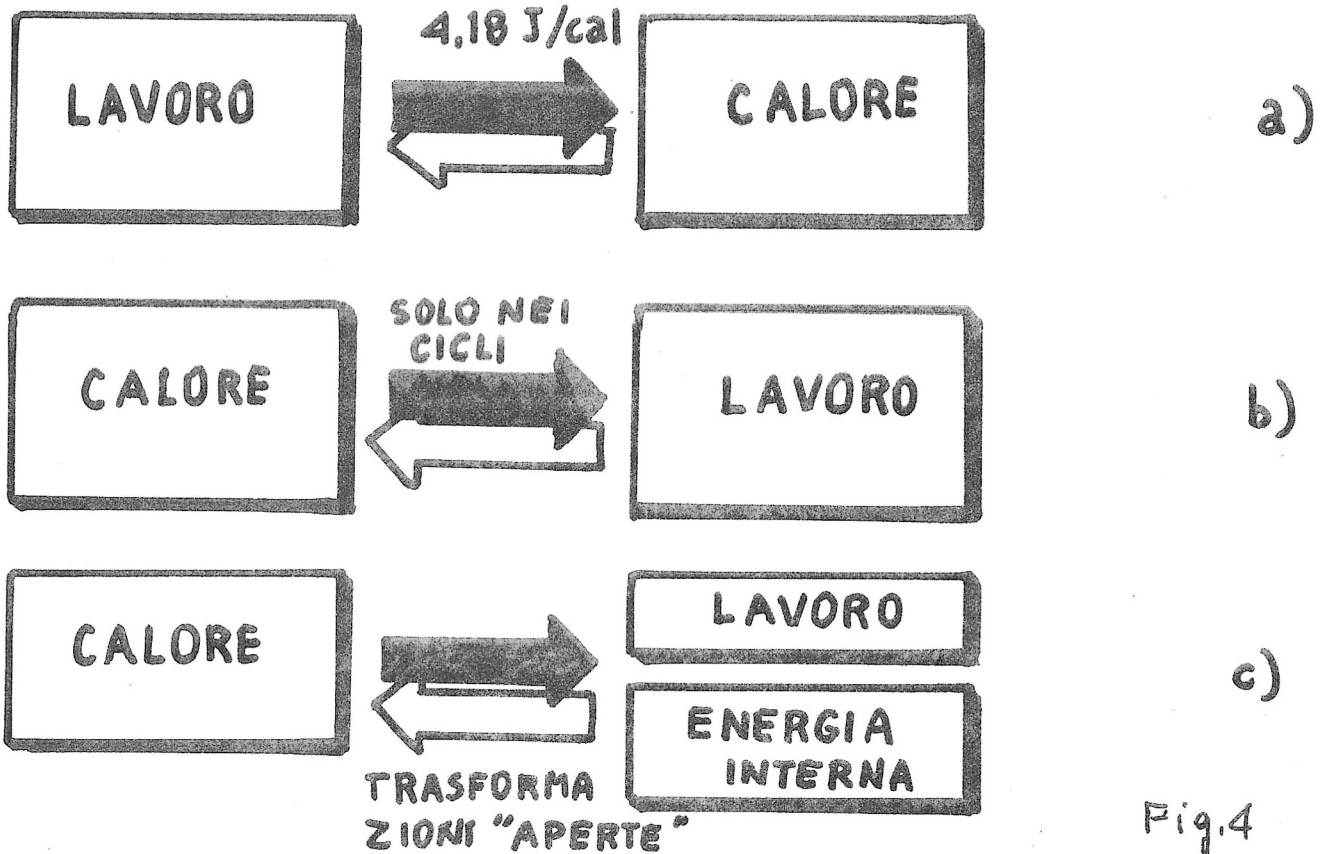 4,18 J/cal
LAVORO
CALORE
a)
SOLO NEI
CICLI
CALORE
LAVORO
b)
CALORE
LAVORO
ENERGIA
INTERNA
c)
TRASFORMA
ZIONI "APERTE"
Fig.4